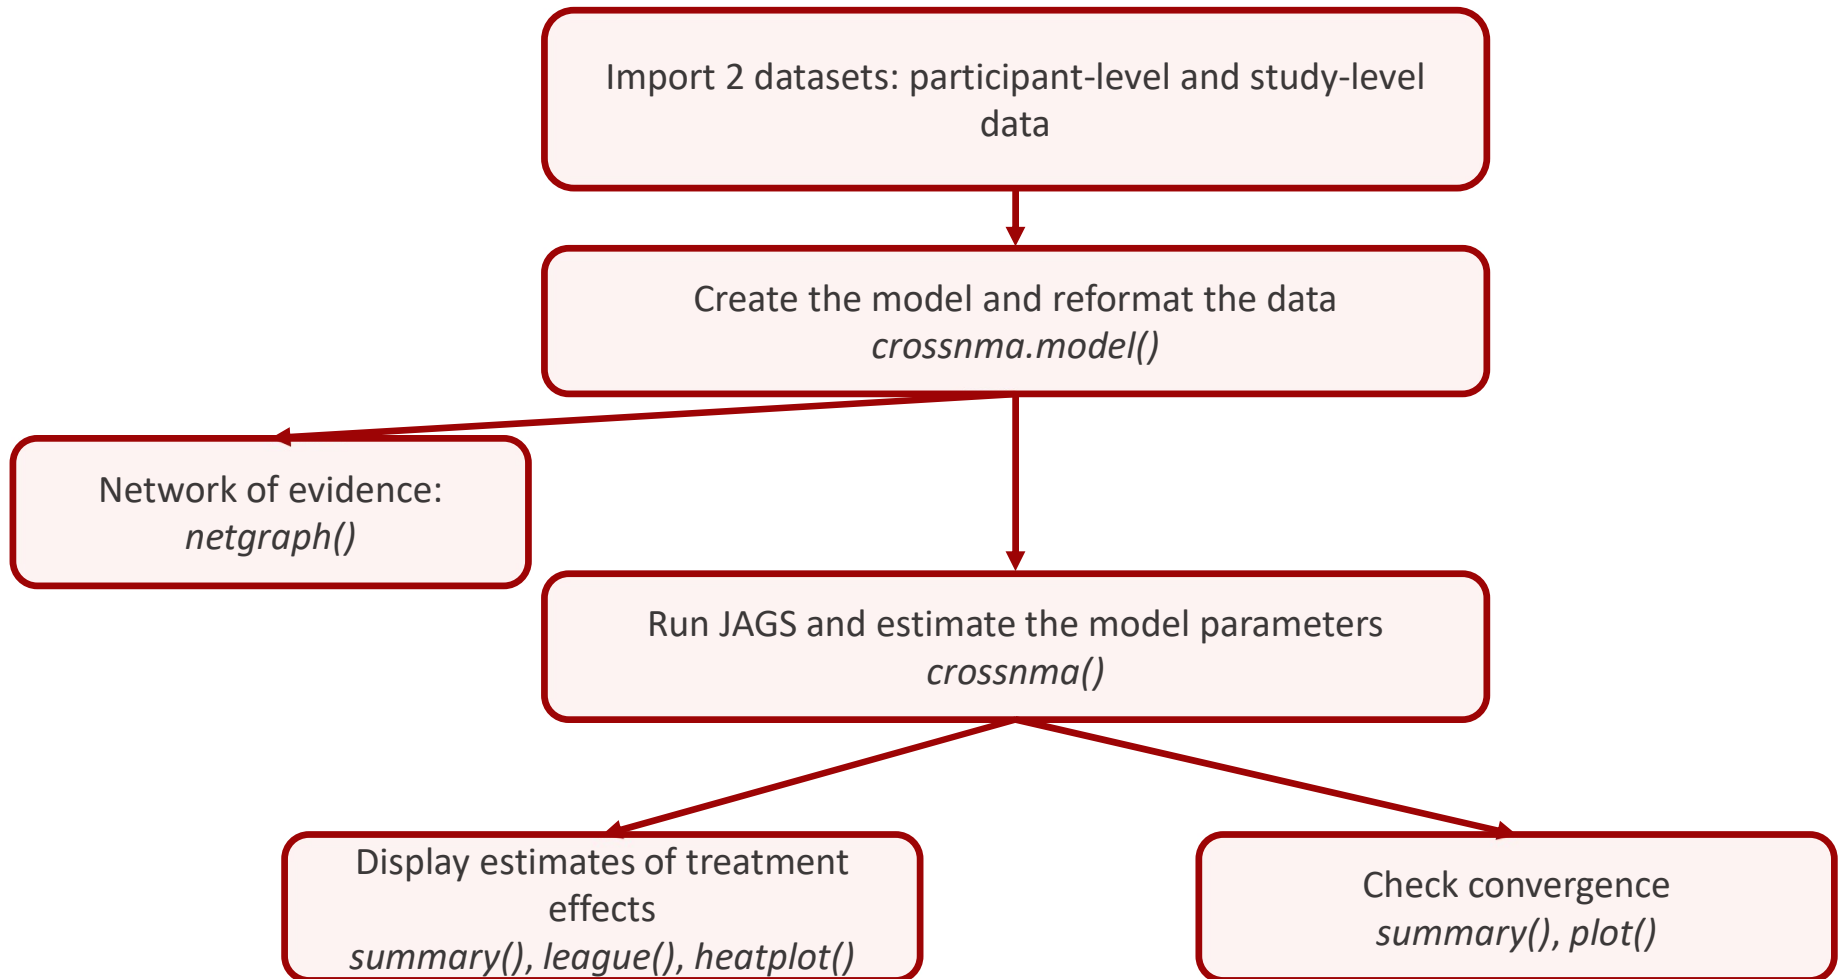 Import 2 datasets: participant-level and study-level
data
Create the model and reformat the data
crossnma.model()
Network of evidence:
netgraph()
Run JAGS and estimate the model parameters
crossnma()
Display estimates of treatment
effects
summary(), league(), heatplot()
Check convergence
summary(), plot()